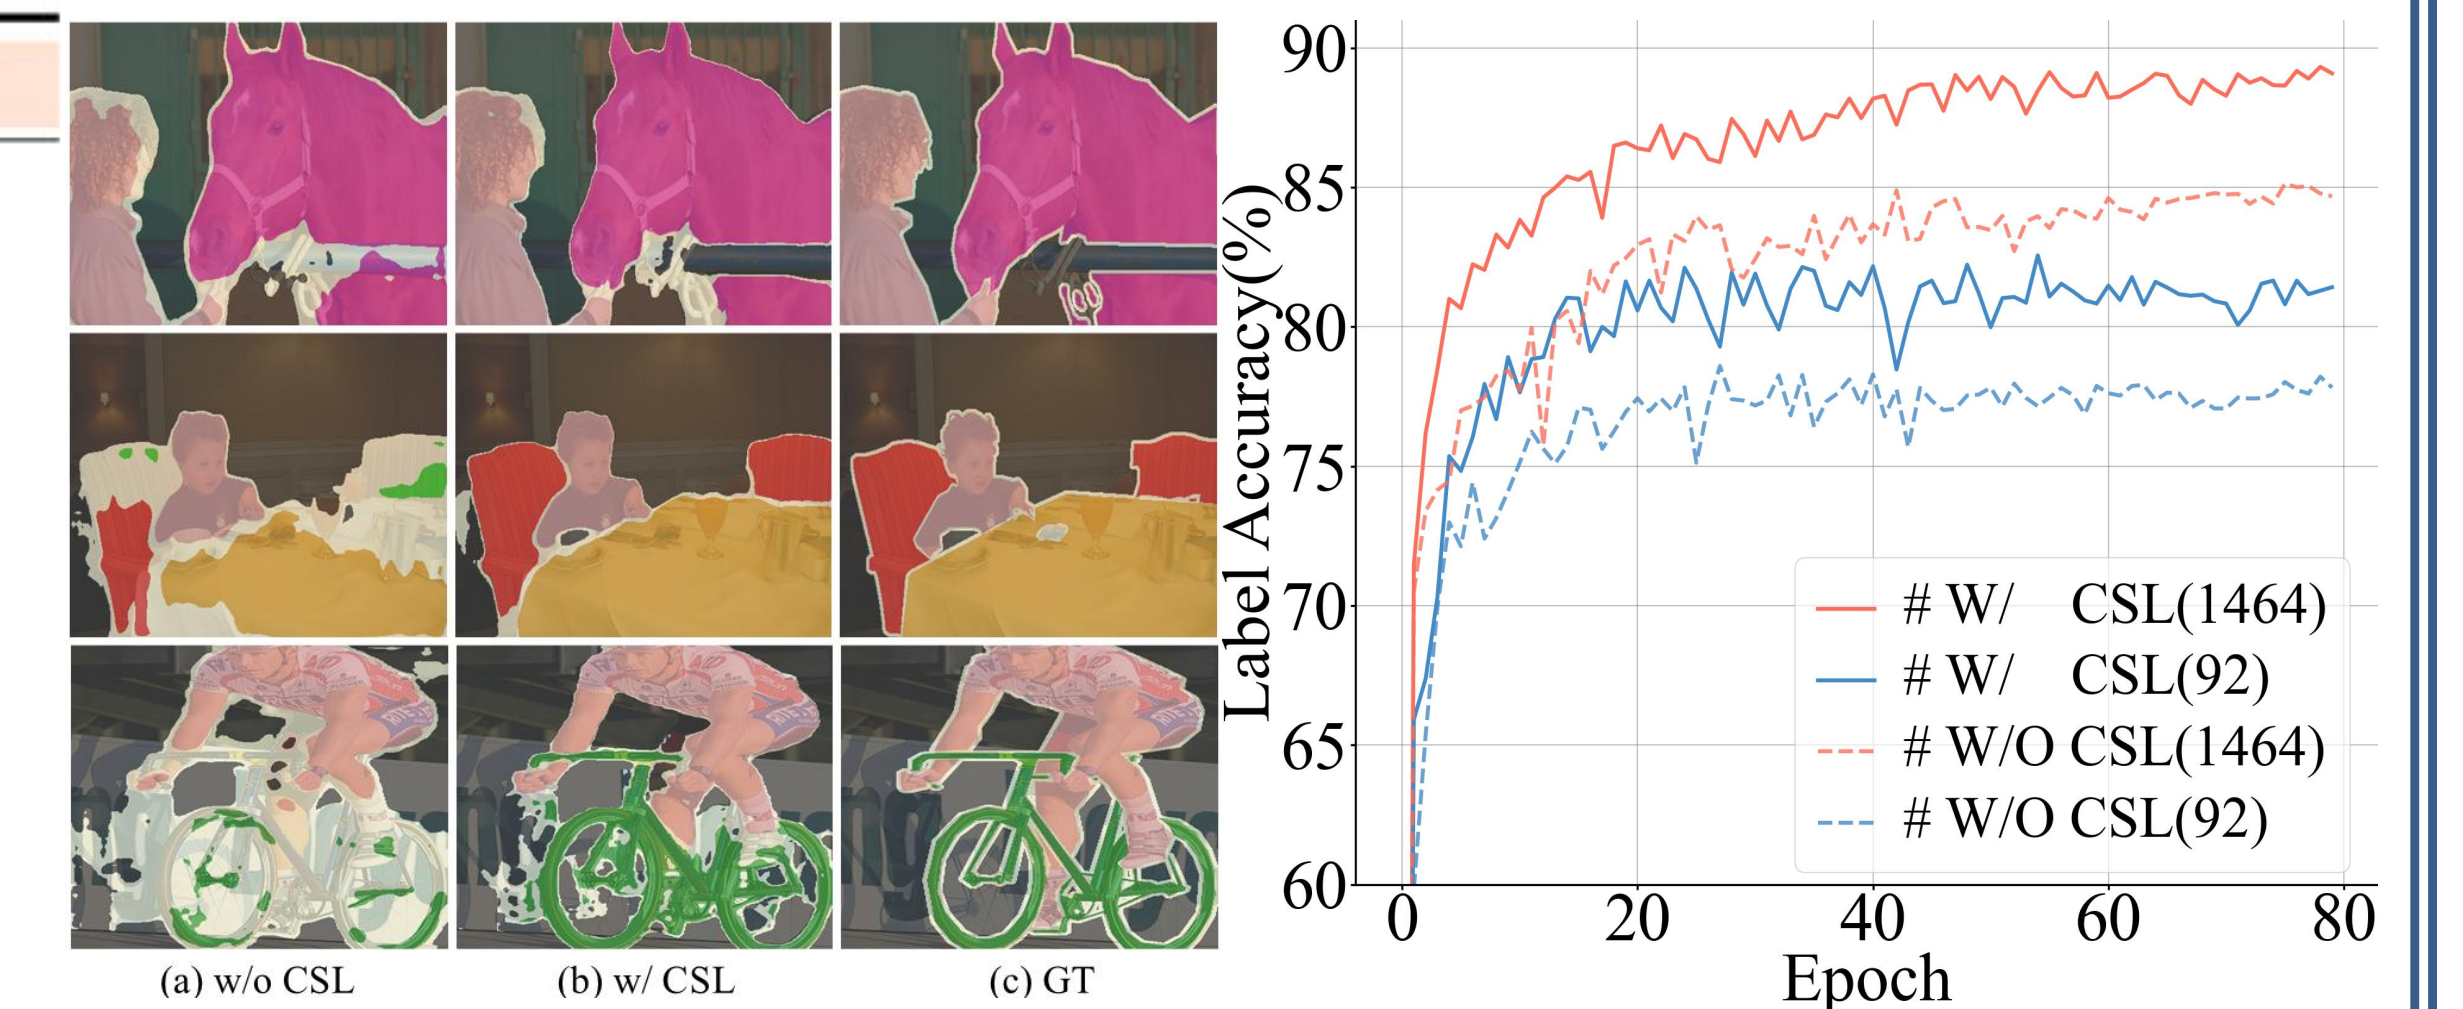 (a) w/o CSL
(b) w/ CSL
(c) GT
Label Accuracy(%)
90
85
80
75
70
65
60
0 20 40 60 80
Epoch
# W/ CSL(1464)
# W/ CSL(92)
# W/O CSL(1464)
# W/O CSL(92)